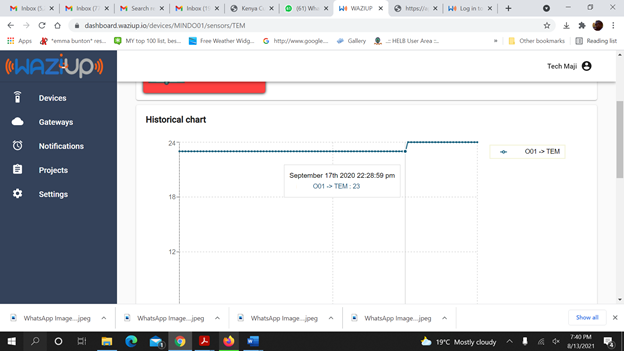 Inbox (1
Inbox (7
Search r
Inbox (1
Kenya C
(61) Wh
WAZIUP
https://
Log in to
dashboard.waziup.io/devices/MINDO01/sensors/TEM
Apps
*emma bunton* res...
MY top 100 list, bes...
Free Weather Widg...
http://www.google....
Gallery
..:: HELB User Area ::..
Other bookmarks
Reading list
WAZIUP
Tech Maji
Devices
Gateways
Notifications
Projects
Settings
Historical chart
24
18
12
O01 -> TEM
September 17th 2020 22:28:59 pm
O01 -> TEM : 23
WhatsApp Image....jpeg
WhatsApp Image....jpeg
WhatsApp Image....jpeg
WhatsApp Image....jpeg
Show all
19°C Mostly cloudy
7:40 PM
8/13/2021